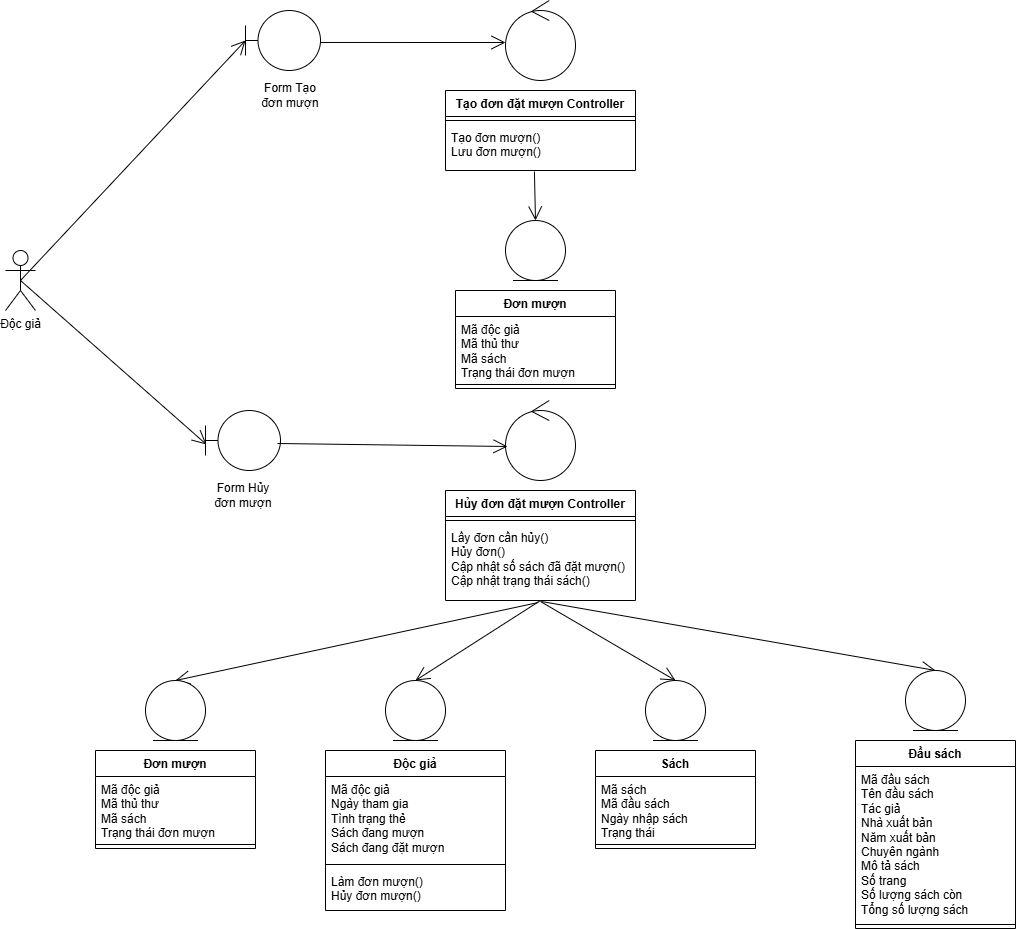 Form Tạo
đơn mượn
Tạo đơn đặt mượn Controller
Tạo đơn mượn()
Lưu đơn mượn()
Độc giả
Đơn mượn
Mã độc giả
Mã thủ thư
Mã sách
Trạng thái đơn mượn
Form Hủy
đơn mượn
Hủy đơn đặt mượn Controller
Lấy đơn cần hủy()
Hủy đơn()
Cập nhật số sách đã đặt mượn()
Cập nhật trạng thái sách()
Đơn mượn
Mã độc giả
Mã thủ thư
Mã sách
Trạng thái đơn mượn
Độc giả
Mã độc giả
Ngày tham gia
Tình trạng thẻ
Sách đang mượn
Sách đang đặt mượn
Làm đơn mượn()
Hủy đơn mượn()
Sách
Mã sách
Mã đầu sách
Ngày nhập sách
Trạng thái
Đầu sách
Mã đầu sách
Tên đầu sách
Tác giả
Nhà xuất bản
Năm xuất bản
Chuyên ngành
Mô tả sách
Số trang
Số lượng sách còn
Tổng số lượng sách